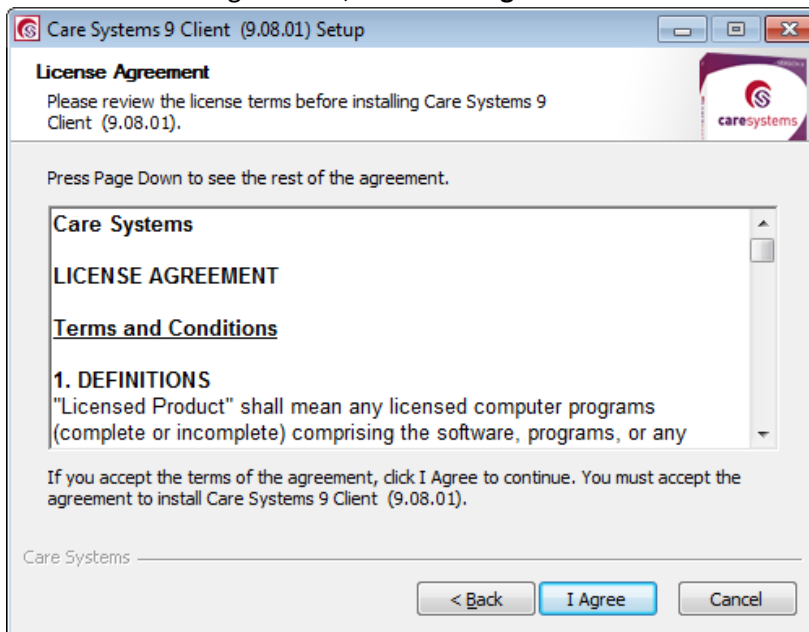 Care Systems 9 Client (9.08.01) Setup
License Agreement
Please review the license terms before installing Care Systems 9
Client (9.08.01).
caresystems
Press Page Down to see the rest of the agreement.
Care Systems
LICENSE AGREEMENT
Terms and Conditions
1. DEFINITIONS
"Licensed Product" shall mean any licensed computer programs
(complete or incomplete) comprising the software, programs, or any
If you accept the terms of the agreement, click I Agree to continue. You must accept the
agreement to install Care Systems 9 Client (9.08.01).
Care Systems
< Back
I Agree
Cancel